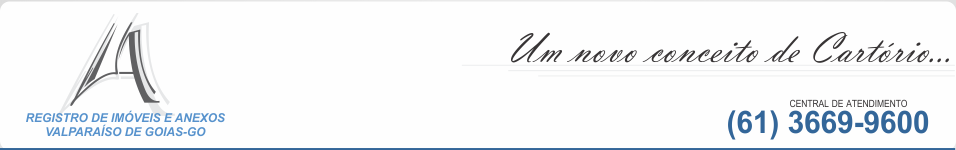 Um novo conceito de Cartório...
REGISTRO DE IMÓVEIS E ANEXOS
VALPARAÍSO DE GOIAS-GO
CENTRAL DE ATENDIMENTO
(61) 3669-9600